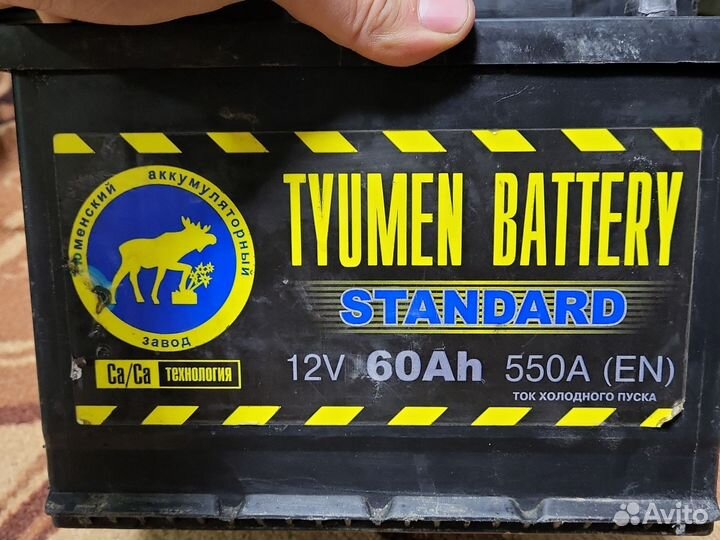 Тюменский аккумуляторный
завод
TYUMEN BATTERY
STANDARD
Ca/Ca технология
12V 60Ah 550A (EN)
ТОК ХОЛОДНОГО ПУСКА
Avito